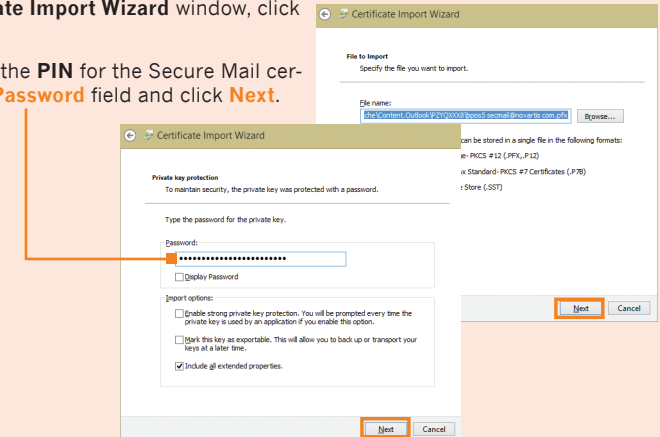 ate Import Wizard window, click
the PIN for the Secure Mail cer-
Password field and click Next.
Certificate Import Wizard
File to Import
Specify the file you want to import.
File name:
che\Content.Outlook\PZYQXXX8\bpos5 secmail@novartis com.pfx
Browse...
can be stored in a single file in the following formats:
e- PKCS #12 (.PFX,.P12)
x Standard- PKCS #7 Certificates (.P7B)
e Store (.SST)
Next Cancel
Certificate Import Wizard
Private key protection
To maintain security, the private key was protected with a password.
Type the password for the private key.
Password:
••••••••••••••••••••••••
Display Password
Import options:
Enable strong private key protection. You will be prompted every time the
private key is used by an application if you enable this option.
Mark this key as exportable. This will allow you to back up or transport your
keys at a later time.
Include all extended properties.
Next Cancel